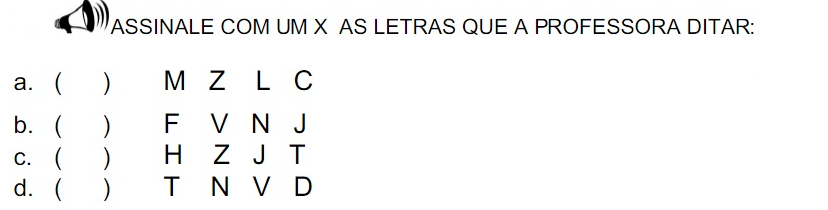 ASSINALE COM UM X AS LETRAS QUE A PROFESSORA DITAR:
a. ( ) M Z L C
b. ( ) F V N J
c. ( ) H Z J T
d. ( ) T N V D